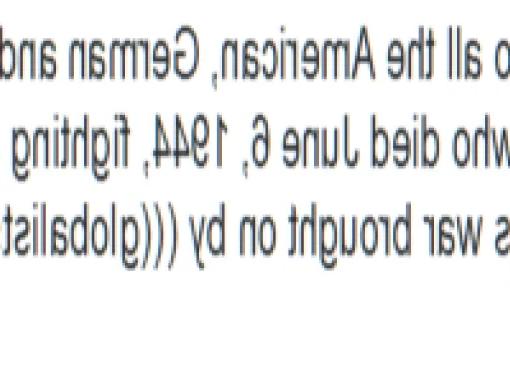 o all the American, German and
who died June 6, 1944, fighting
s war brought on by (((globalist